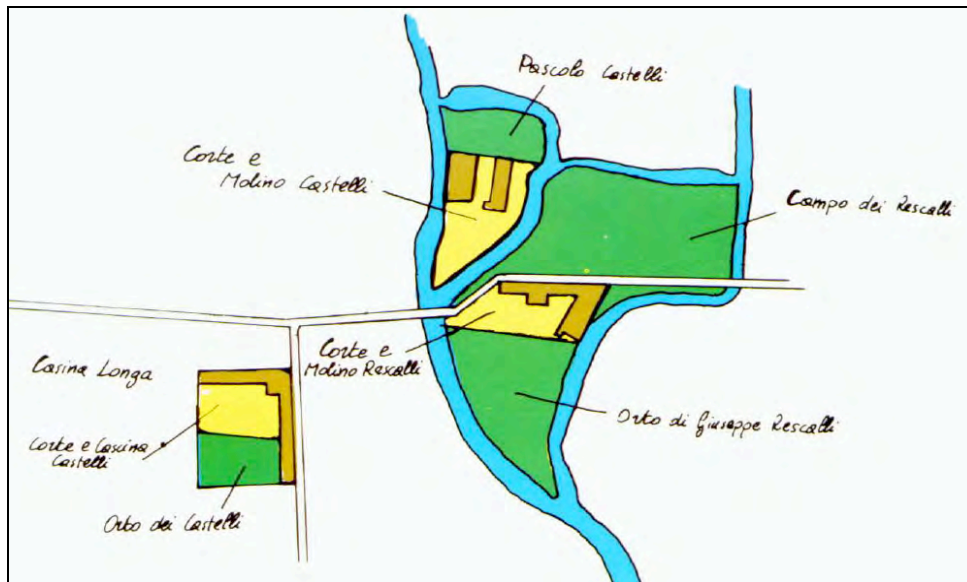 Pascolo Castelli
Corte e
Molino Castelli
Campo dei Rescalli
Corte e
Molino Rescalli
Casina Longa
Orto di Giuseppe Rescalli
Corte e Cascina
Castelli
Orto dei Castelli